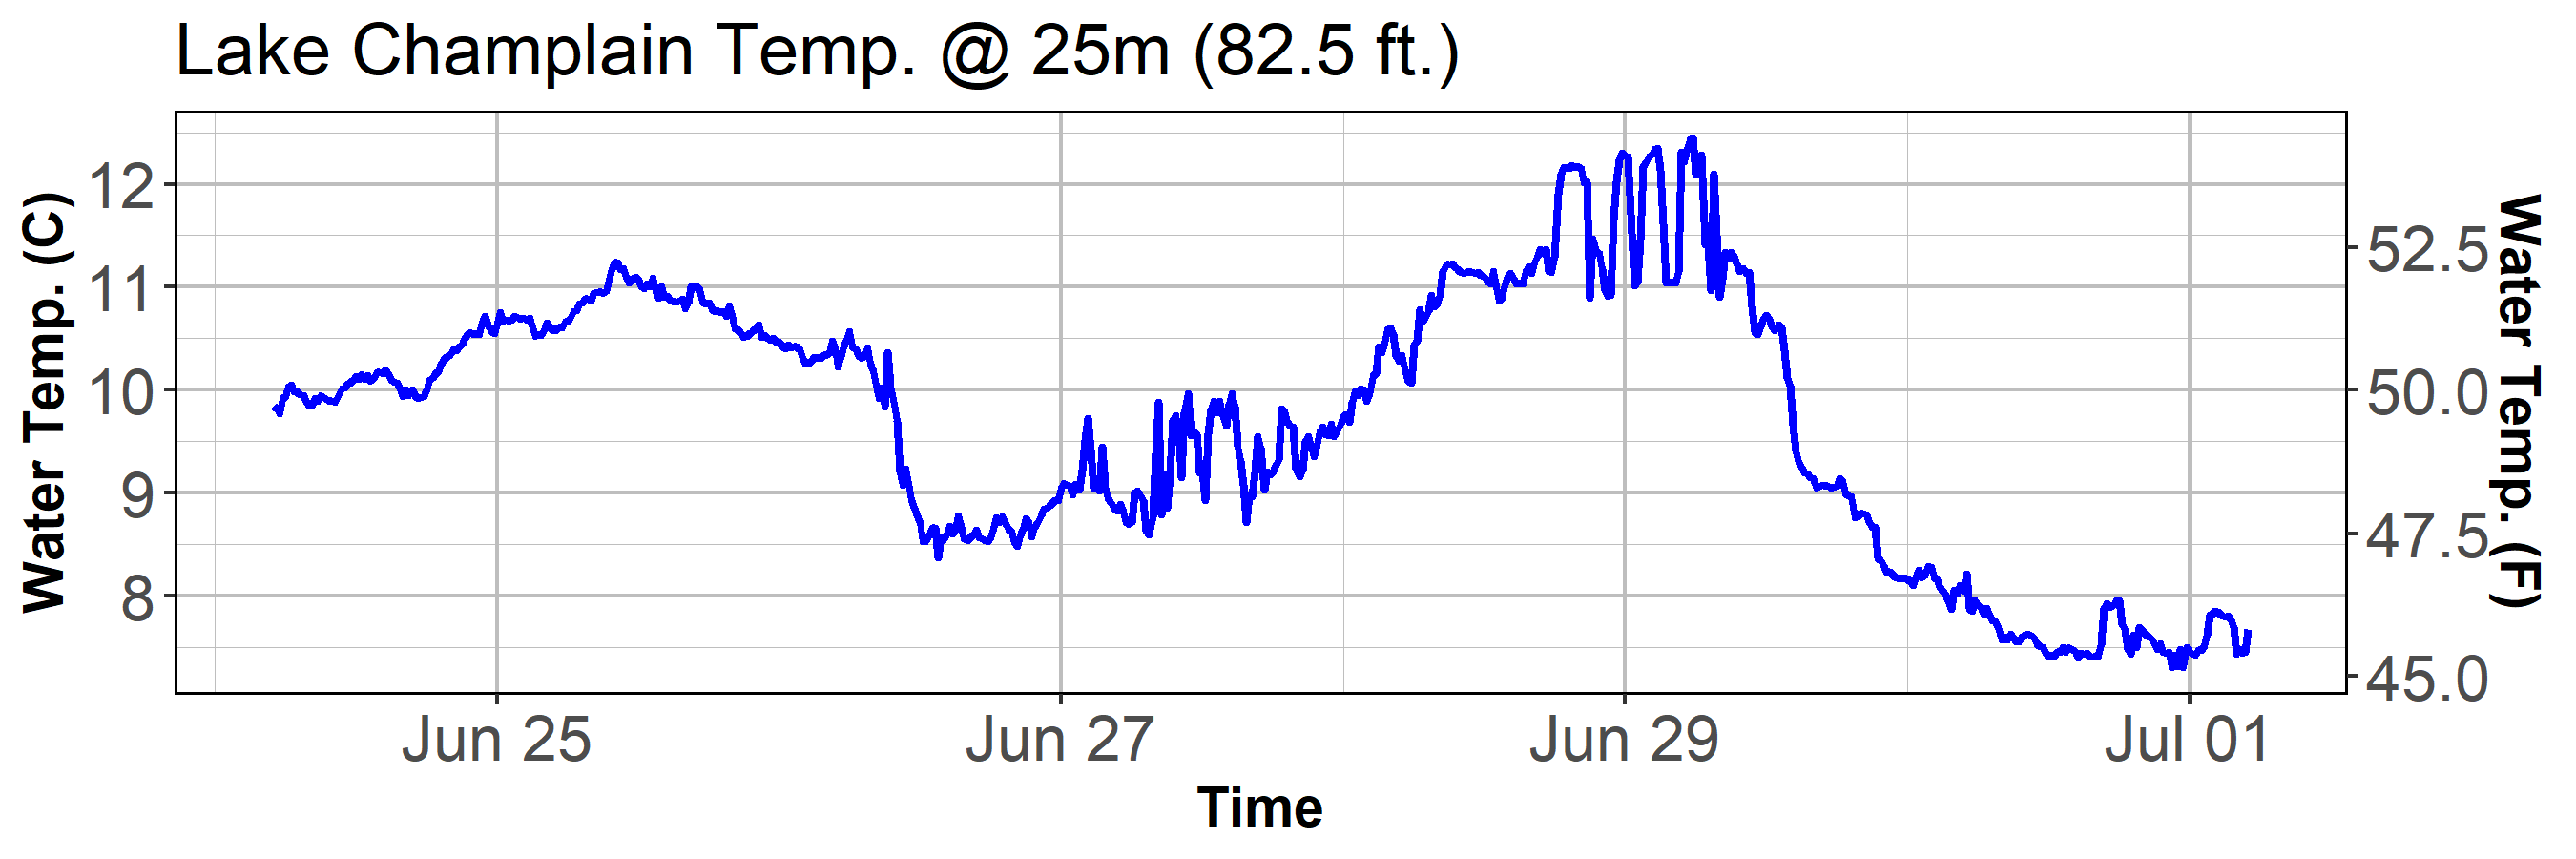 Lake Champlain Temp. @ 25m (82.5 ft.)
Water Temp. (C)
12
11
10
9
8
52.5
50.0
47.5
45.0
Water Temp. (F)
Jun 25
Jun 27
Jun 29
Jul 01
Time